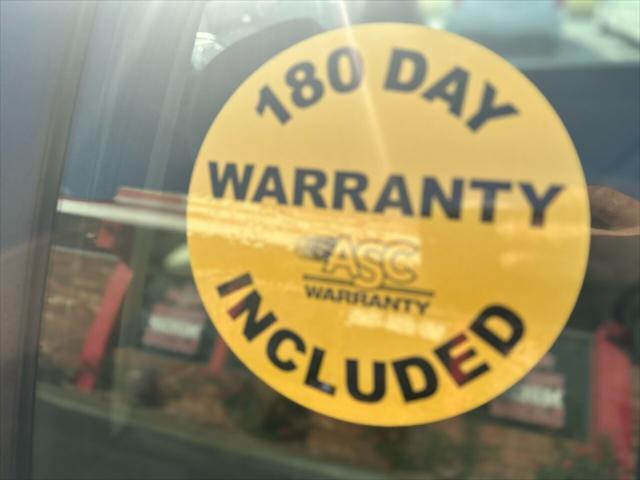 180 DAY
WARRANTY
ASC
WARRANTY
INCLUDED